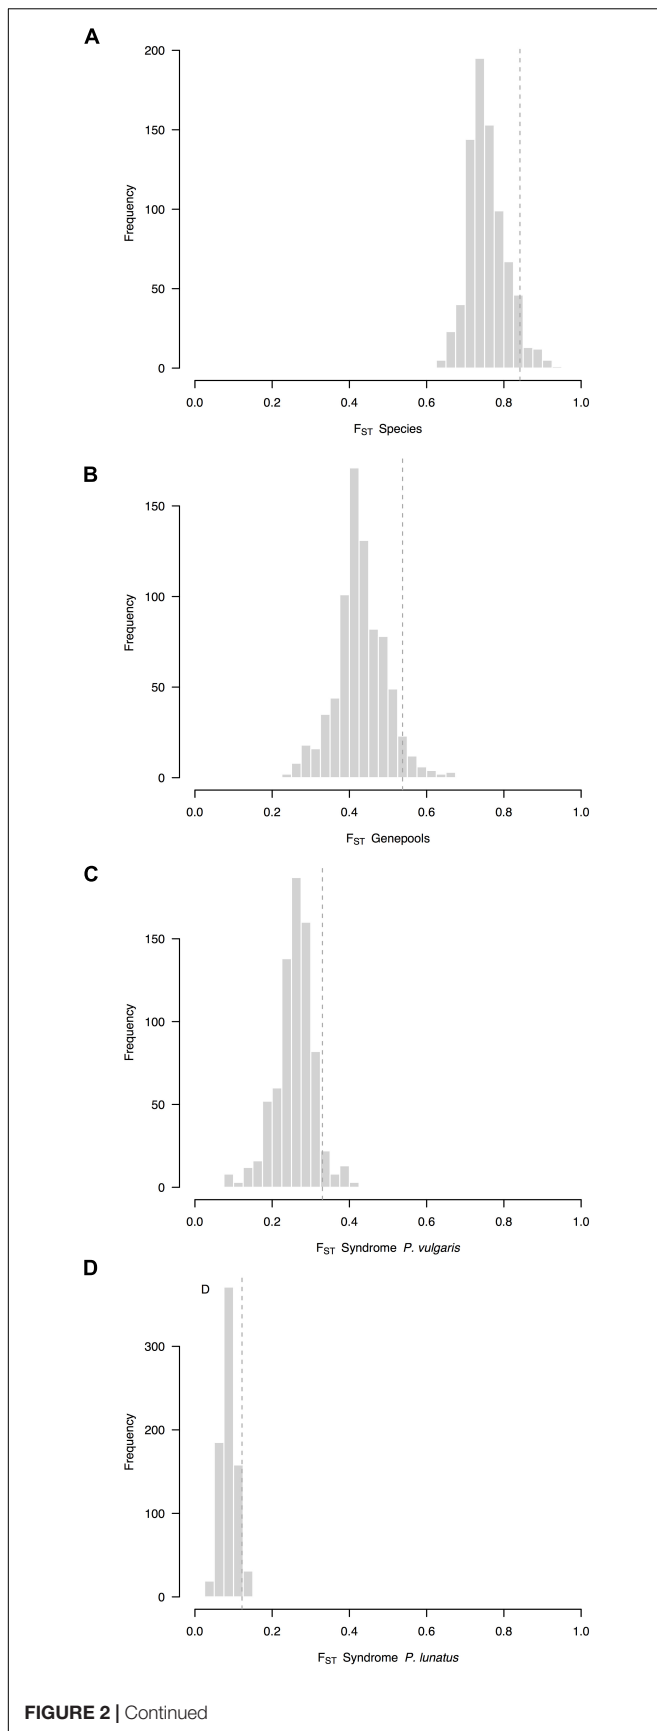 A
200
150
100
50
0
Frequency
0.0 0.2 0.4 0.6 0.8 1.0
FST Species
B
150
100
50
0
Frequency
0.0 0.2 0.4 0.6 0.8 1.0
FST Genepools
C
150
100
50
0
Frequency
0.0 0.2 0.4 0.6 0.8 1.0
FST Syndrome P. vulgaris
D
D
300
200
100
0
Frequency
0.0 0.2 0.4 0.6 0.8 1.0
FST Syndrome P. lunatus
FIGURE 2 | Continued